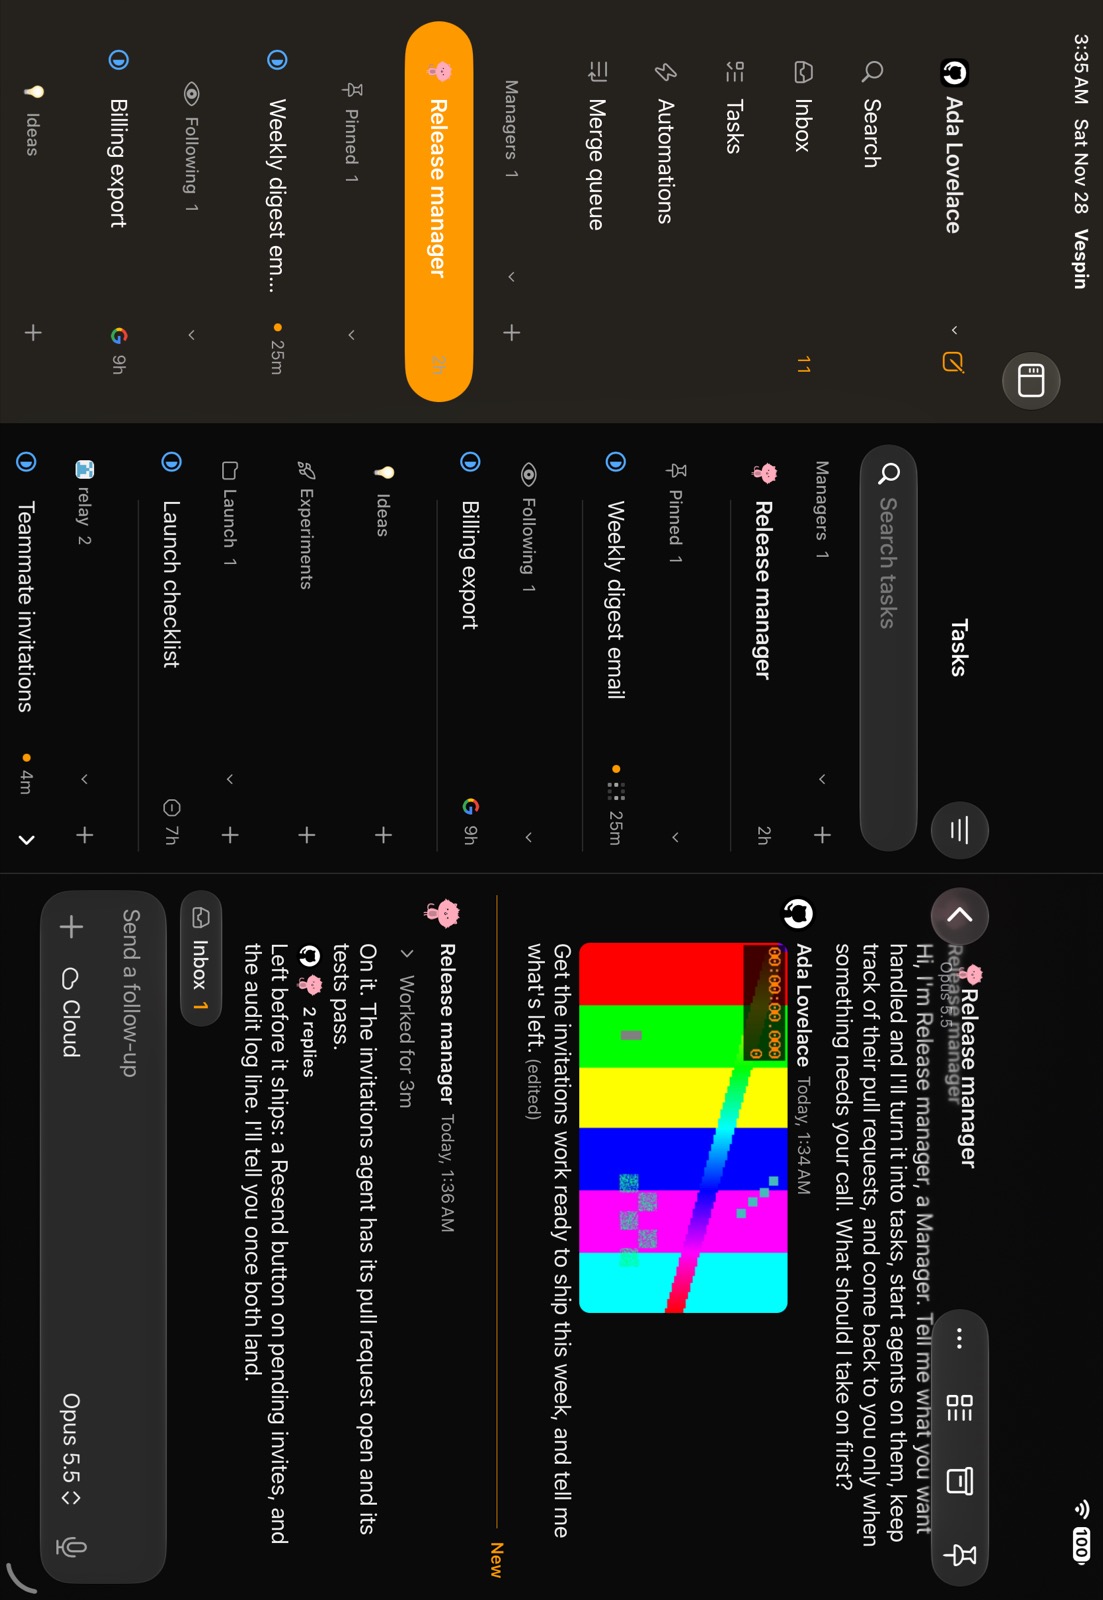 3:35 AM Sat Nov 28 Vespin
100
Ada Lovelace
Search
Inbox 11
Tasks
Automations
Merge queue
Managers 1
Release manager 2h
Pinned 1
Weekly digest em... 25m
Following 1
Billing export 9h
Ideas
Tasks
Search tasks
Managers 1
Release manager 2h
Pinned 1
Weekly digest email 25m
Following 1
Billing export 9h
Ideas
Experiments
Launch 1
Launch checklist 7h
relay 2
Teammate invitations 4m
Release manager
Opus 5.5
Release manager
Hi, I'm Release manager, a Manager. Tell me what you want
handled and I'll turn it into tasks, start agents on them, keep
track of their pull requests, and come back to you only when
something needs your call. What should I take on first?
Ada Lovelace Today, 1:34 AM
00:00:00.000
0
Get the invitations work ready to ship this week, and tell me
what's left. (edited)
New
Release manager Today, 1:36 AM
Worked for 3m
On it. The invitations agent has its pull request open and its
tests pass.
2 replies
Left before it ships: a Resend button on pending invites, and
the audit log line. I'll tell you once both land.
Inbox 1
Send a follow-up
Cloud
Opus 5.5